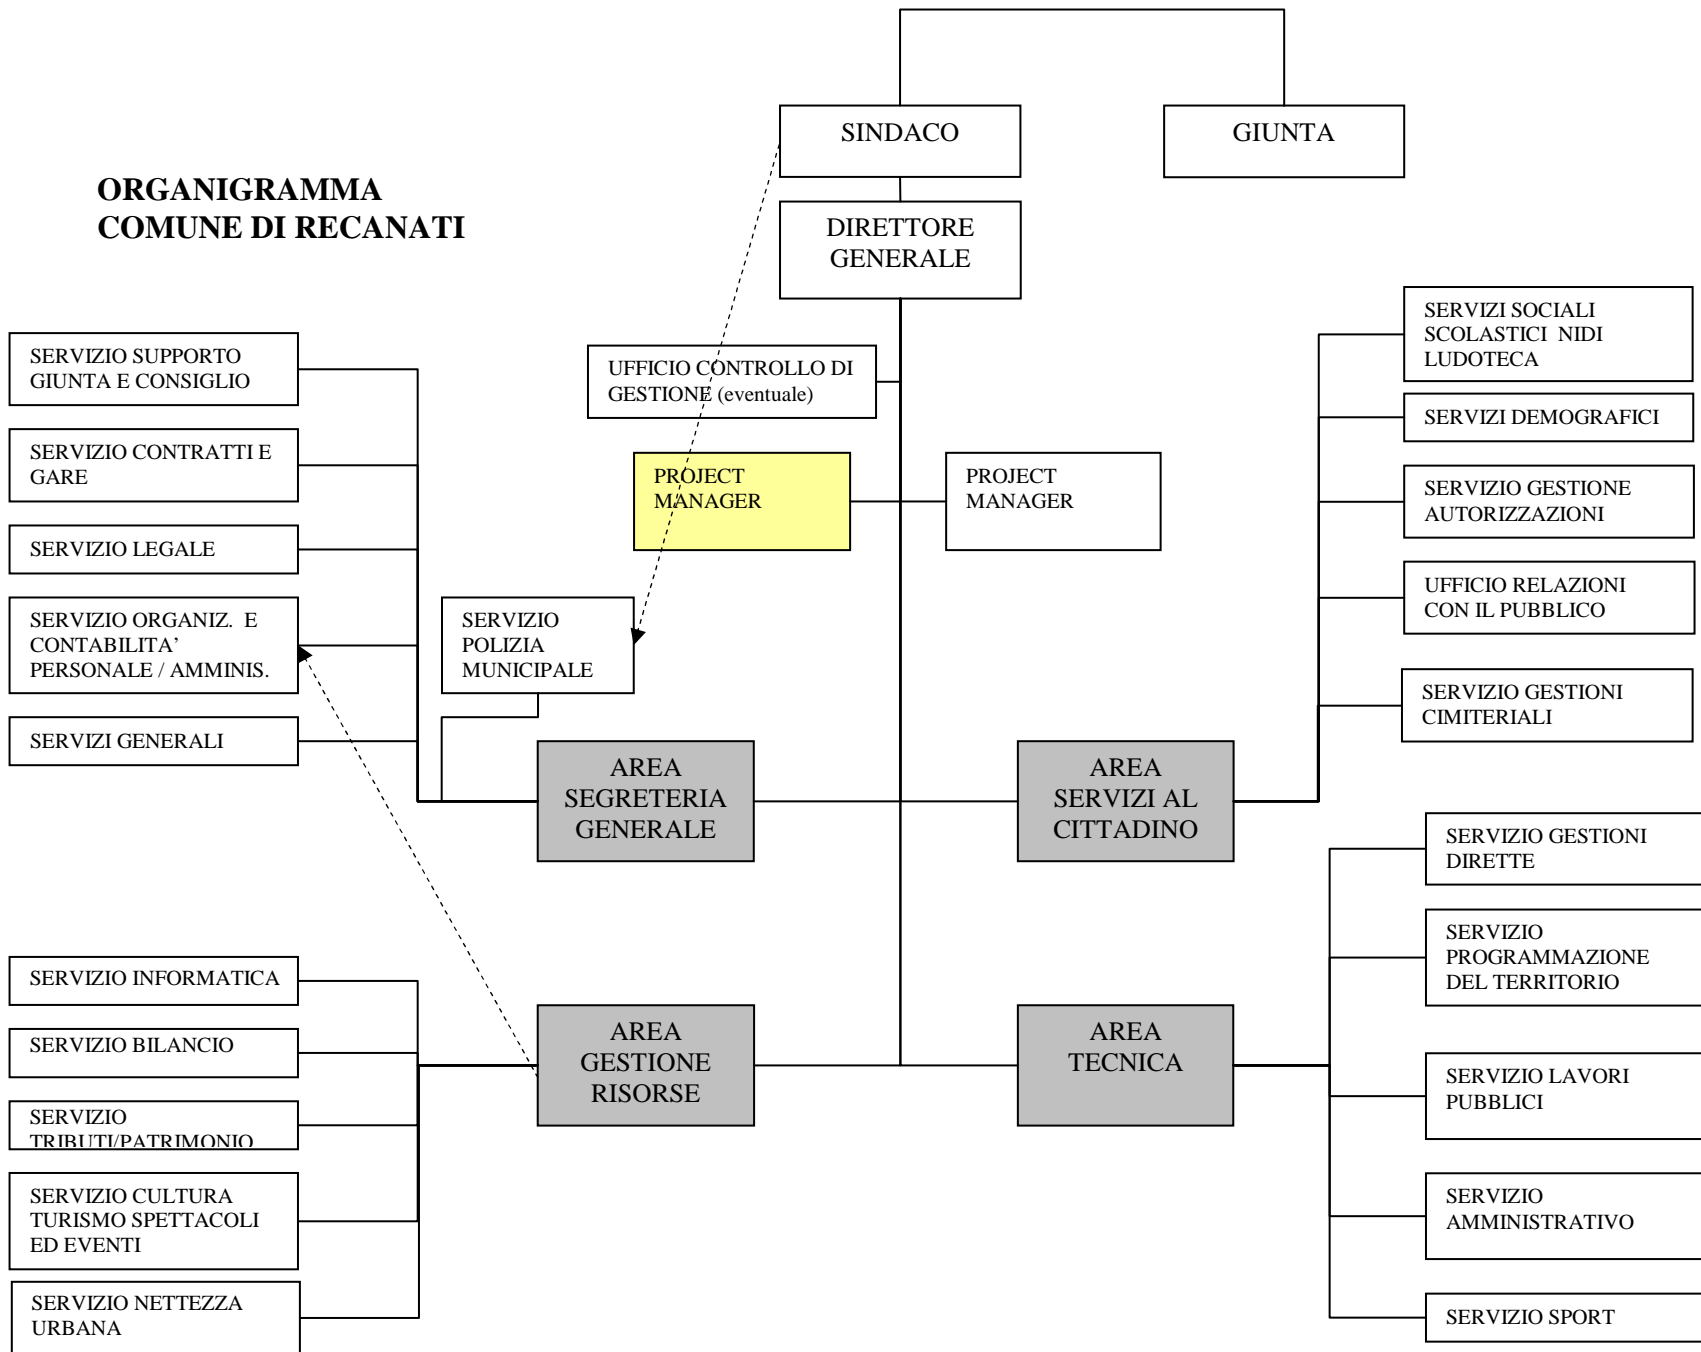 SINDACO
GIUNTA
ORGANIGRAMMA
COMUNE DI RECANATI
DIRETTORE
GENERALE
SERVIZIO SUPPORTO
GIUNTA E CONSIGLIO
UFFICIO CONTROLLO DI
GESTIONE (eventuale)
SERVIZI SOCIALI
SCOLASTICI  NIDI
LUDOTECA
SERVIZI DEMOGRAFICI
SERVIZIO CONTRATTI E
GARE
PROJECT
MANAGER
PROJECT
MANAGER
SERVIZIO GESTIONE
AUTORIZZAZIONI
SERVIZIO LEGALE
SERVIZIO ORGANIZ.  E
CONTABILITA’
PERSONALE / AMMINIS.
SERVIZIO
POLIZIA
MUNICIPALE
UFFICIO RELAZIONI
CON IL PUBBLICO
SERVIZIO GESTIONI
CIMITERIALI
SERVIZI GENERALI
AREA
SEGRETERIA
GENERALE
AREA
SERVIZI AL
CITTADINO
SERVIZIO GESTIONI
DIRETTE
SERVIZIO
PROGRAMMAZIONE
DEL TERRITORIO
SERVIZIO INFORMATICA
SERVIZIO BILANCIO
AREA
GESTIONE
RISORSE
AREA
TECNICA
SERVIZIO LAVORI
PUBBLICI
SERVIZIO
TRIBUTI/PATRIMONIO
SERVIZIO CULTURA
TURISMO SPETTACOLI
ED EVENTI
SERVIZIO
AMMINISTRATIVO
SERVIZIO NETTEZZA
URBANA
SERVIZIO SPORT